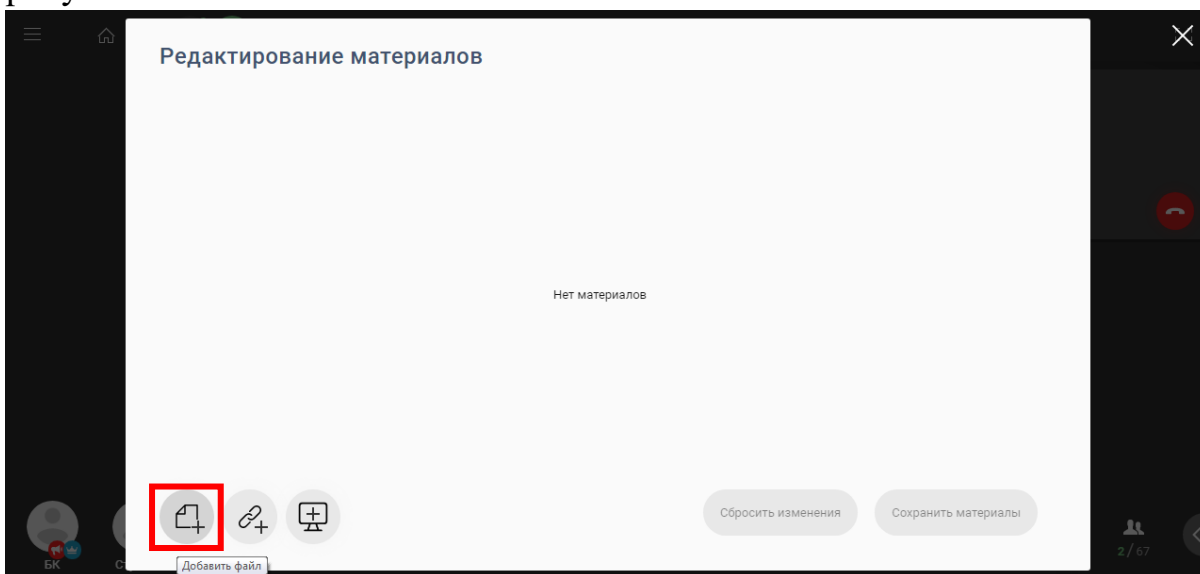 Редактирование материалов
Нет материалов
Сбросить изменения
Сохранить материалы
Добавить файл
БК
2/67